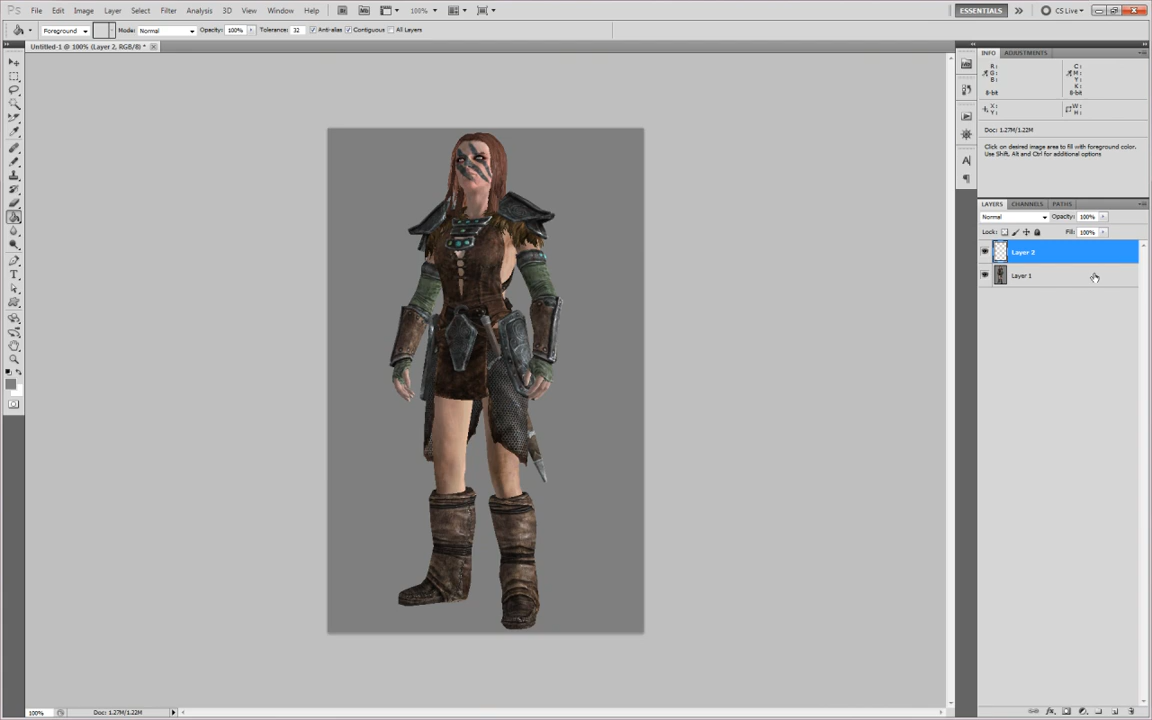 Ps File Edit Image Layer Select Filter Analysis 3D View Window Help 100% ESSENTIALS CS Live
Foreground Mode: Normal Opacity: 100% Tolerance: 32 Anti-alias Contiguous All Layers
Untitled-1 @ 100% (Layer 2, RGB/8) *
INFO ADJUSTMENTS
R: C:
G: M:
B: Y:
K:
8-bit 8-bit
X: W:
Y: H:
Doc: 1.27M/1.22M
Click on desired image area to fill with foreground color.
Use Shift, Alt and Ctrl for additional options
LAYERS CHANNELS PATHS
Normal Opacity: 100%
Lock: Fill: 100%
Layer 2
Layer 1
100% Doc: 1.27M/1.22M